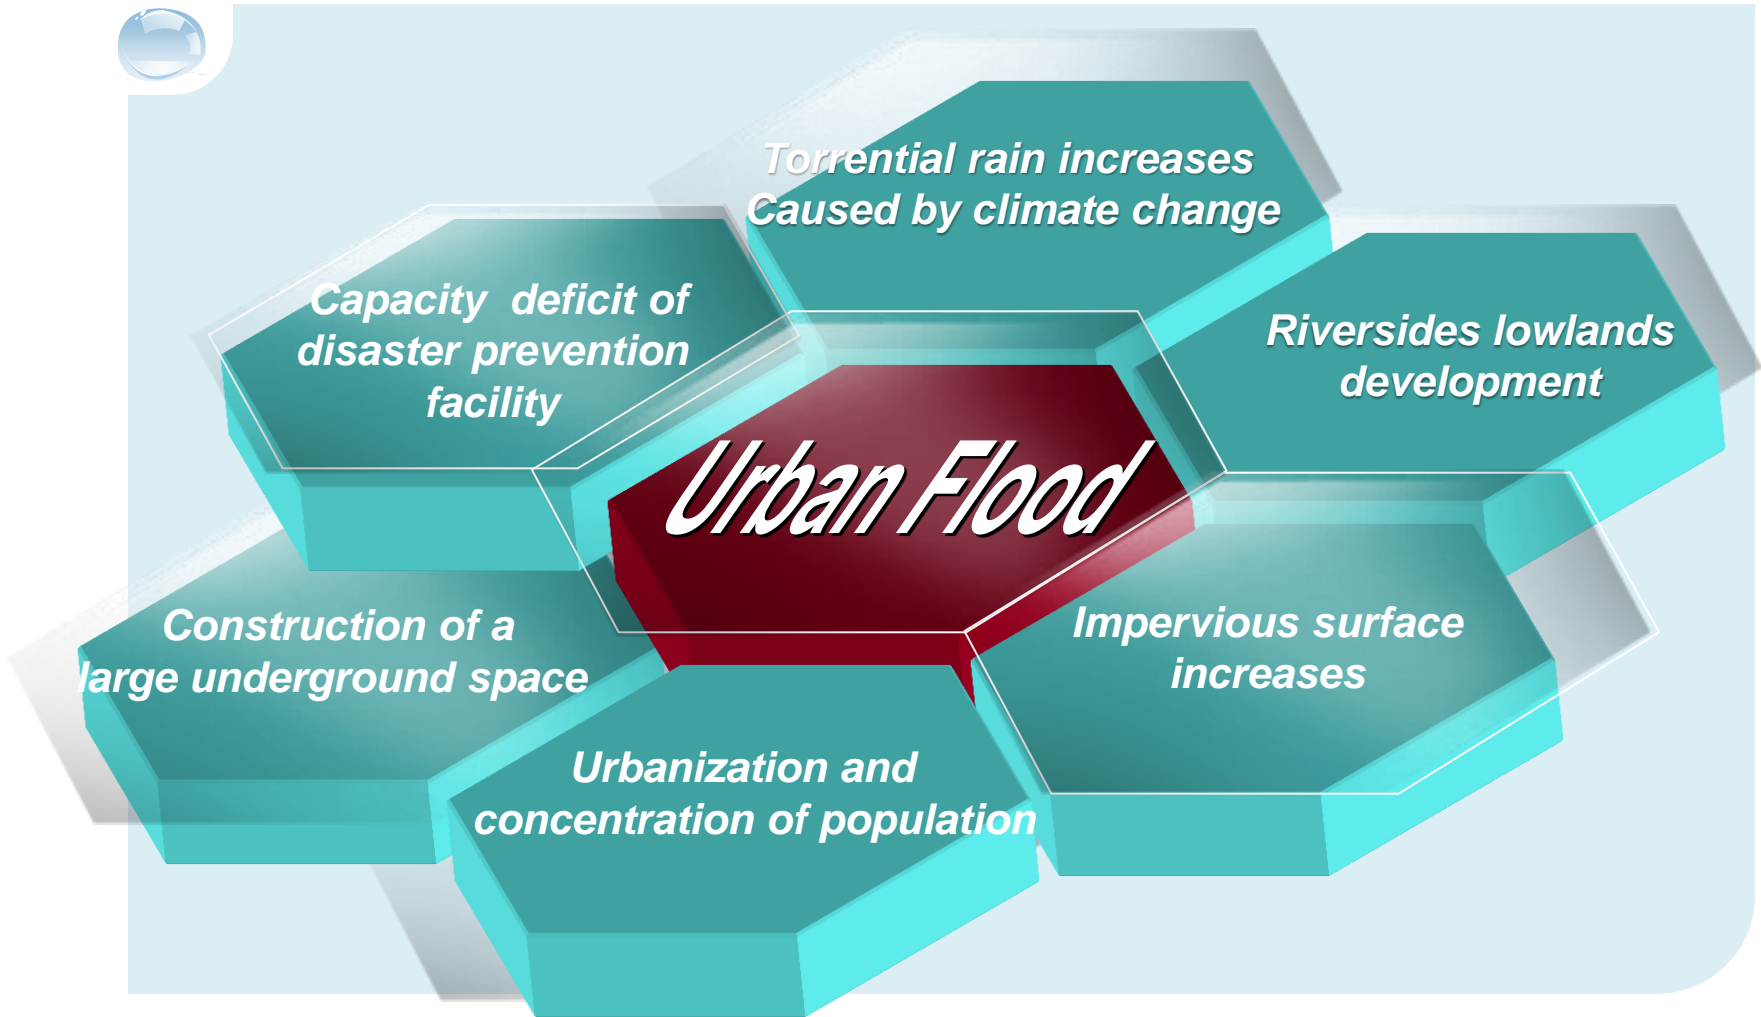 Torrential rain increases
Caused by climate change
Capacity deficit of
disaster prevention
facility
Riversides lowlands
development
Urban Flood
Construction of a
large underground space
Impervious surface
increases
Urbanization and
concentration of population